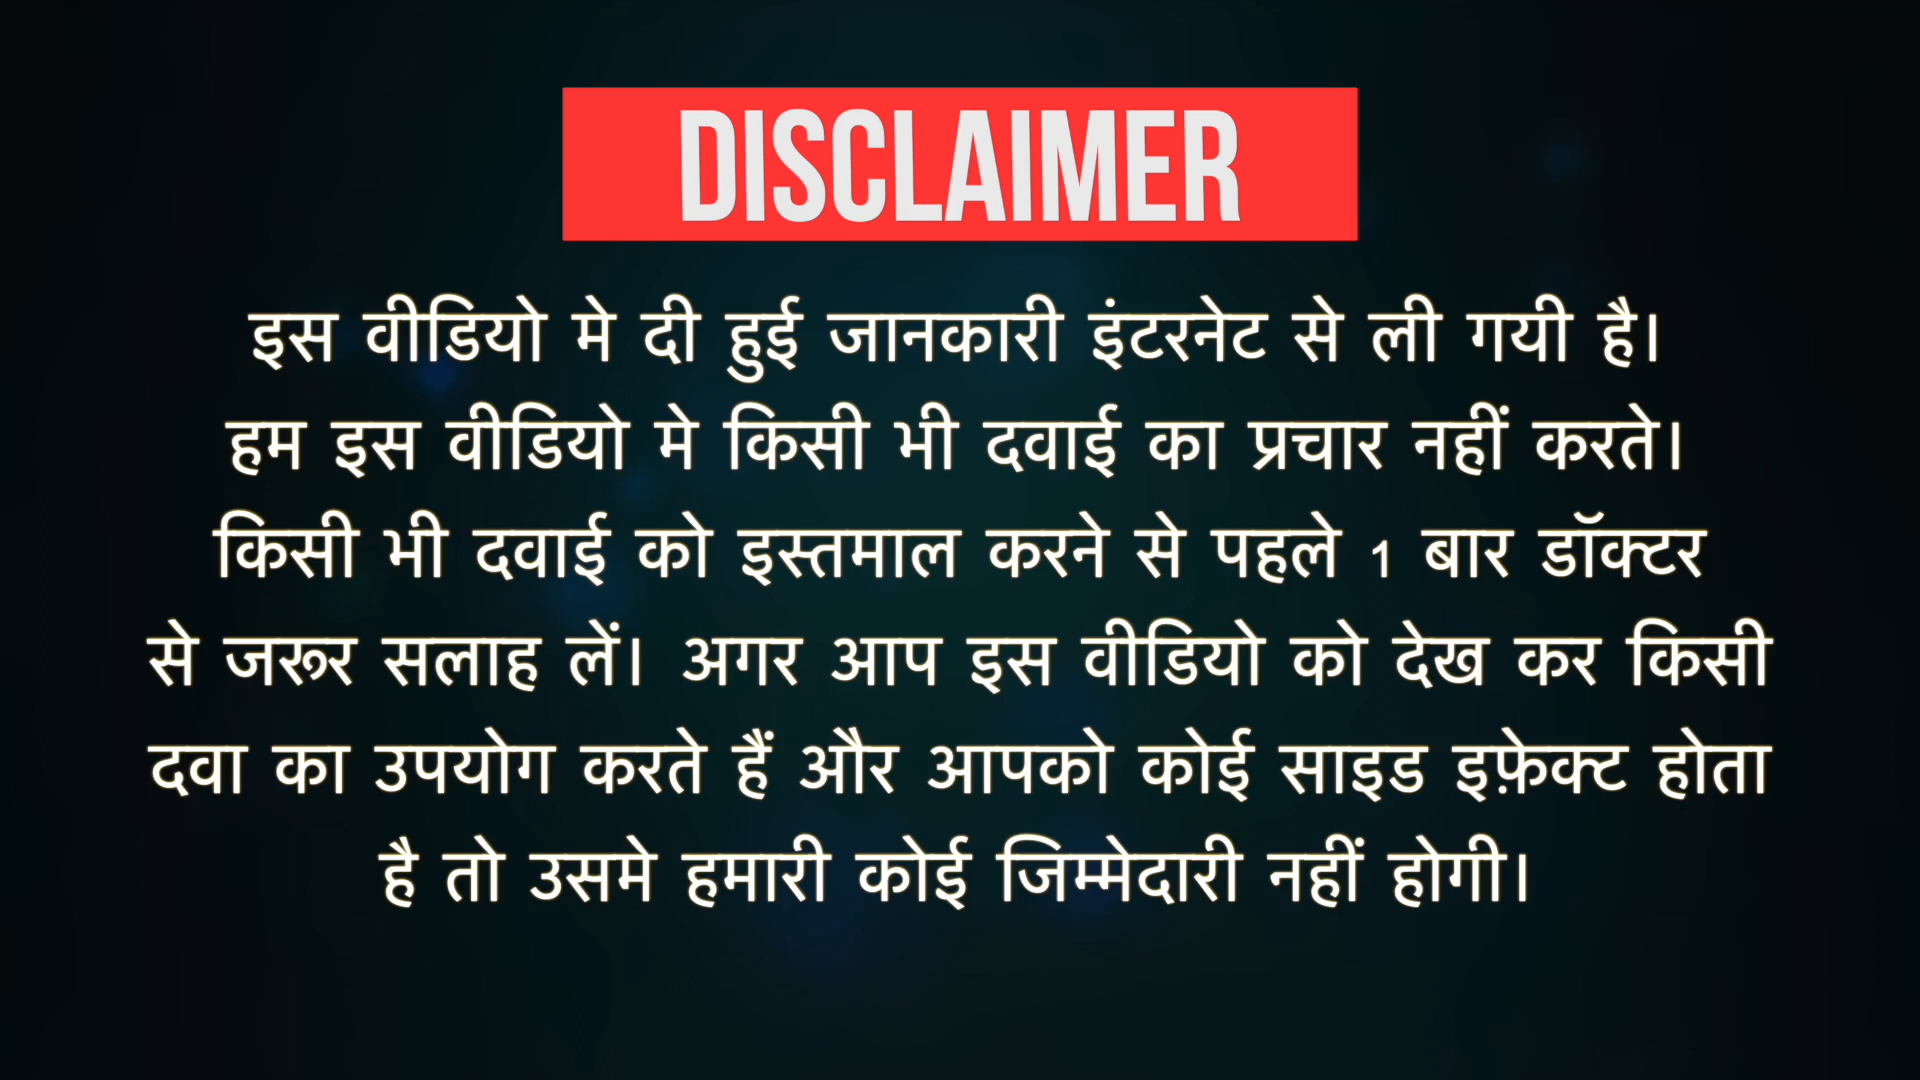 DISCLAIMER
इस वीडियो मे दी हुई जानकारी इंटरनेट से ली गयी है।
हम इस वीडियो मे किसी भी दवाई का प्रचार नहीं करते।
किसी भी दवाई को इस्तमाल करने से पहले 1 बार डॉक्टर
से जरूर सलाह लें। अगर आप इस वीडियो को देख कर किसी
दवा का उपयोग करते हैं और आपको कोई साइड इफ़ेक्ट होता
है तो उसमे हमारी कोई जिम्मेदारी नहीं होगी।